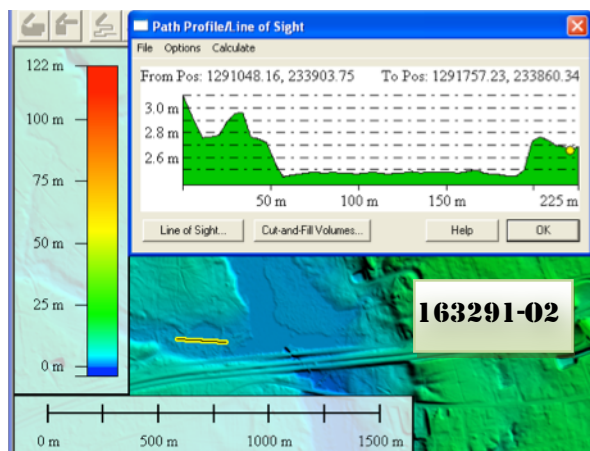 Path Profile/Line of Sight
File Options Calculate
From Pos: 1291048.16, 233903.75 To Pos: 1291757.23, 233860.34
3.0 m
2.8 m
2.6 m
50 m 100 m 150 m 225 m
Line of Sight... Cut-and-Fill Volumes... Help OK
122 m
100 m
75 m
50 m
25 m
0 m
163291-02
0 m 500 m 1000 m 1500 m